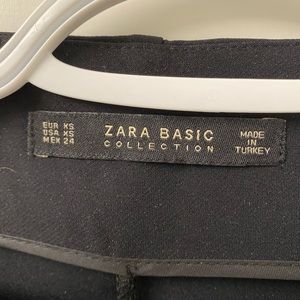 EUR XS
USA XS
MEX 24
ZARA BASIC
COLLECTION
MADE
IN
TURKEY